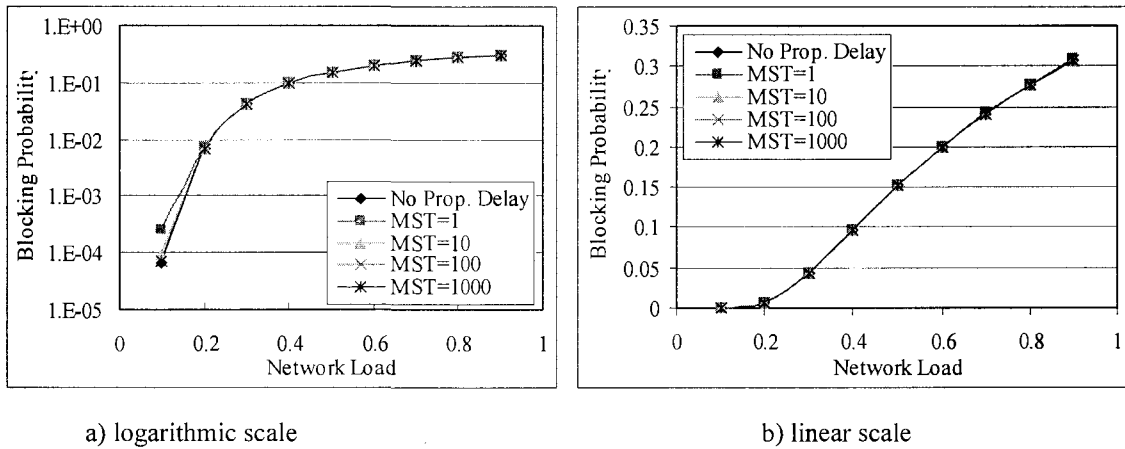 1.E+00
1.E-01
1.E-02
1.E-03
1.E-04
1.E-05
Blocking Probability
No Prop. Delay
MST=1
MST=10
MST=100
MST=1000
0 0.2 0.4 0.6 0.8 1
Network Load
0.35
0.3
0.25
0.2
0.15
0.1
0.05
0
Blocking Probability
No Prop. Delay
MST=1
MST=10
MST=100
MST=1000
0 0.2 0.4 0.6 0.8 1
Network Load
a) logarithmic scale
b) linear scale